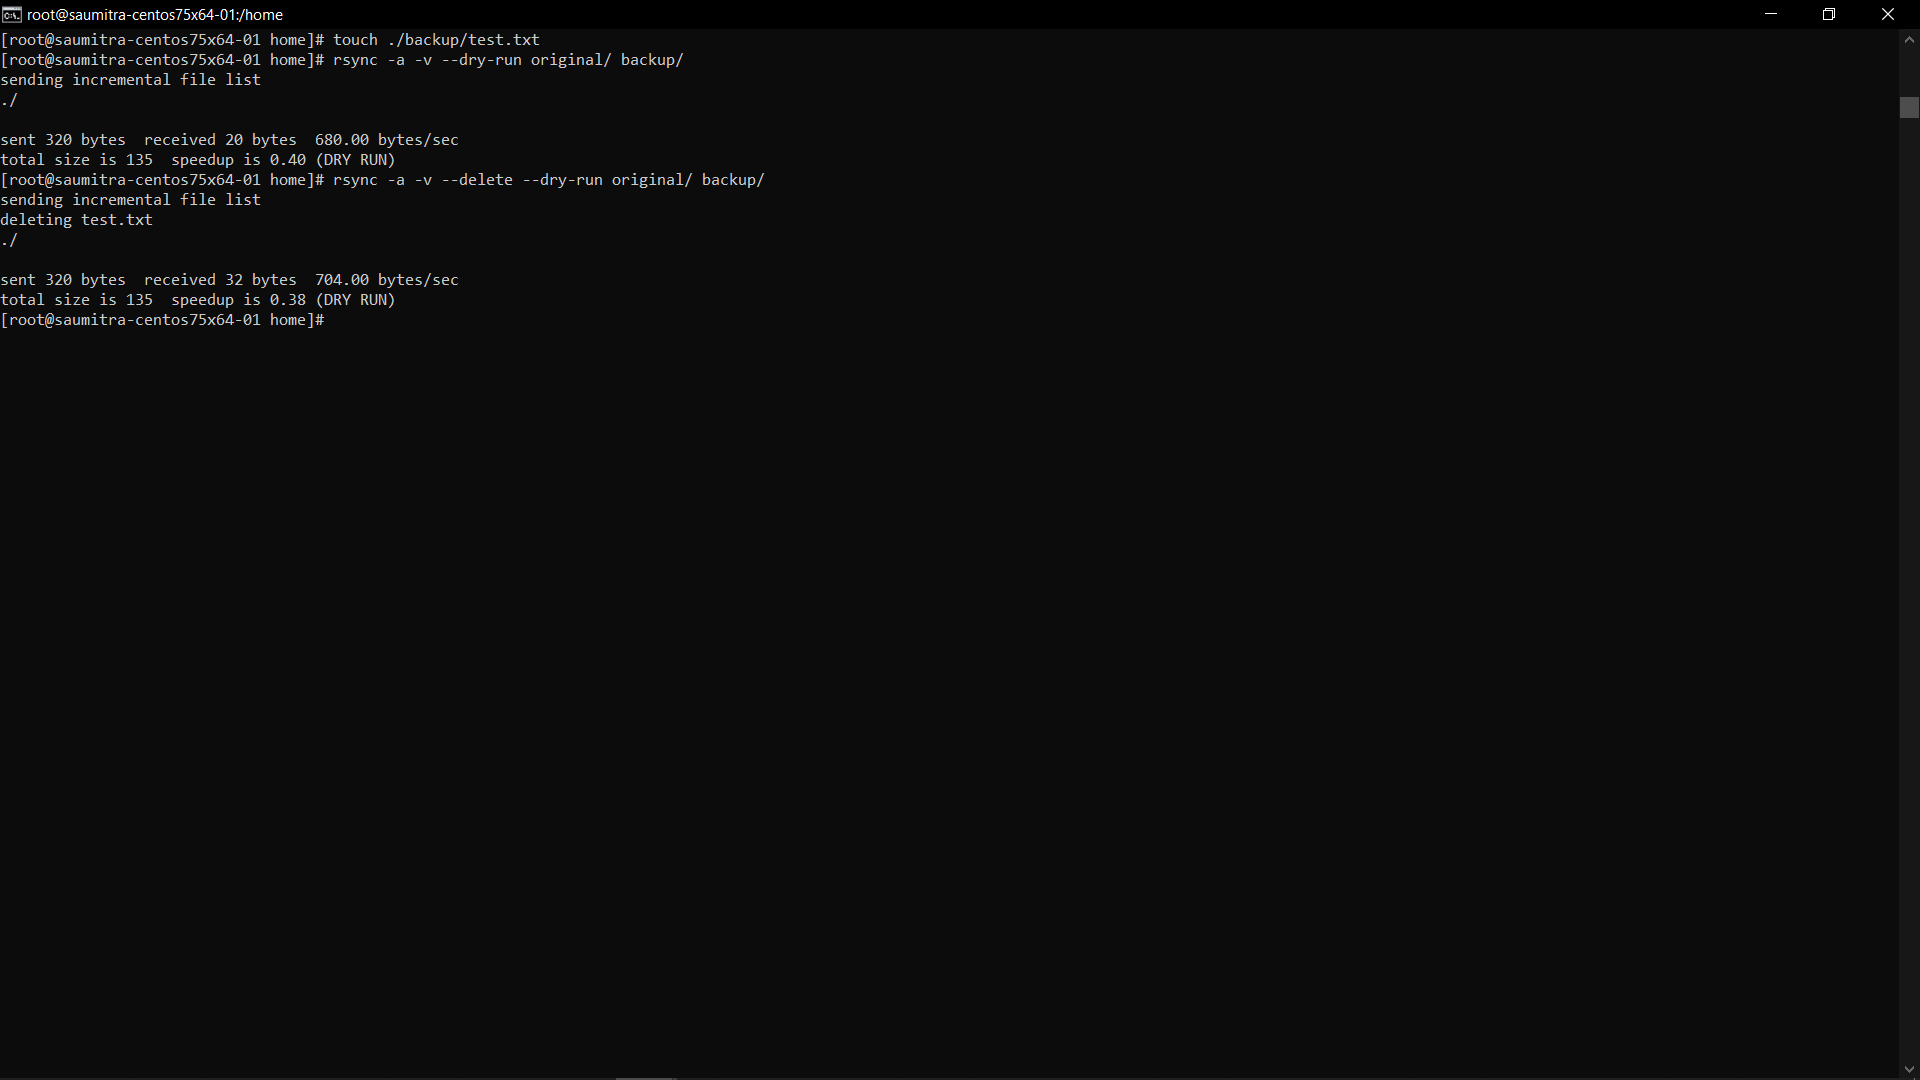 root@saumitra-centos75x64-01:/home
[root@saumitra-centos75x64-01 home]# touch ./backup/test.txt
[root@saumitra-centos75x64-01 home]# rsync -a -v --dry-run original/ backup/
sending incremental file list
./
sent 320 bytes  received 20 bytes  680.00 bytes/sec
total size is 135  speedup is 0.40 (DRY RUN)
[root@saumitra-centos75x64-01 home]# rsync -a -v --delete --dry-run original/ backup/
sending incremental file list
deleting test.txt
./
sent 320 bytes  received 32 bytes  704.00 bytes/sec
total size is 135  speedup is 0.38 (DRY RUN)
[root@saumitra-centos75x64-01 home]#